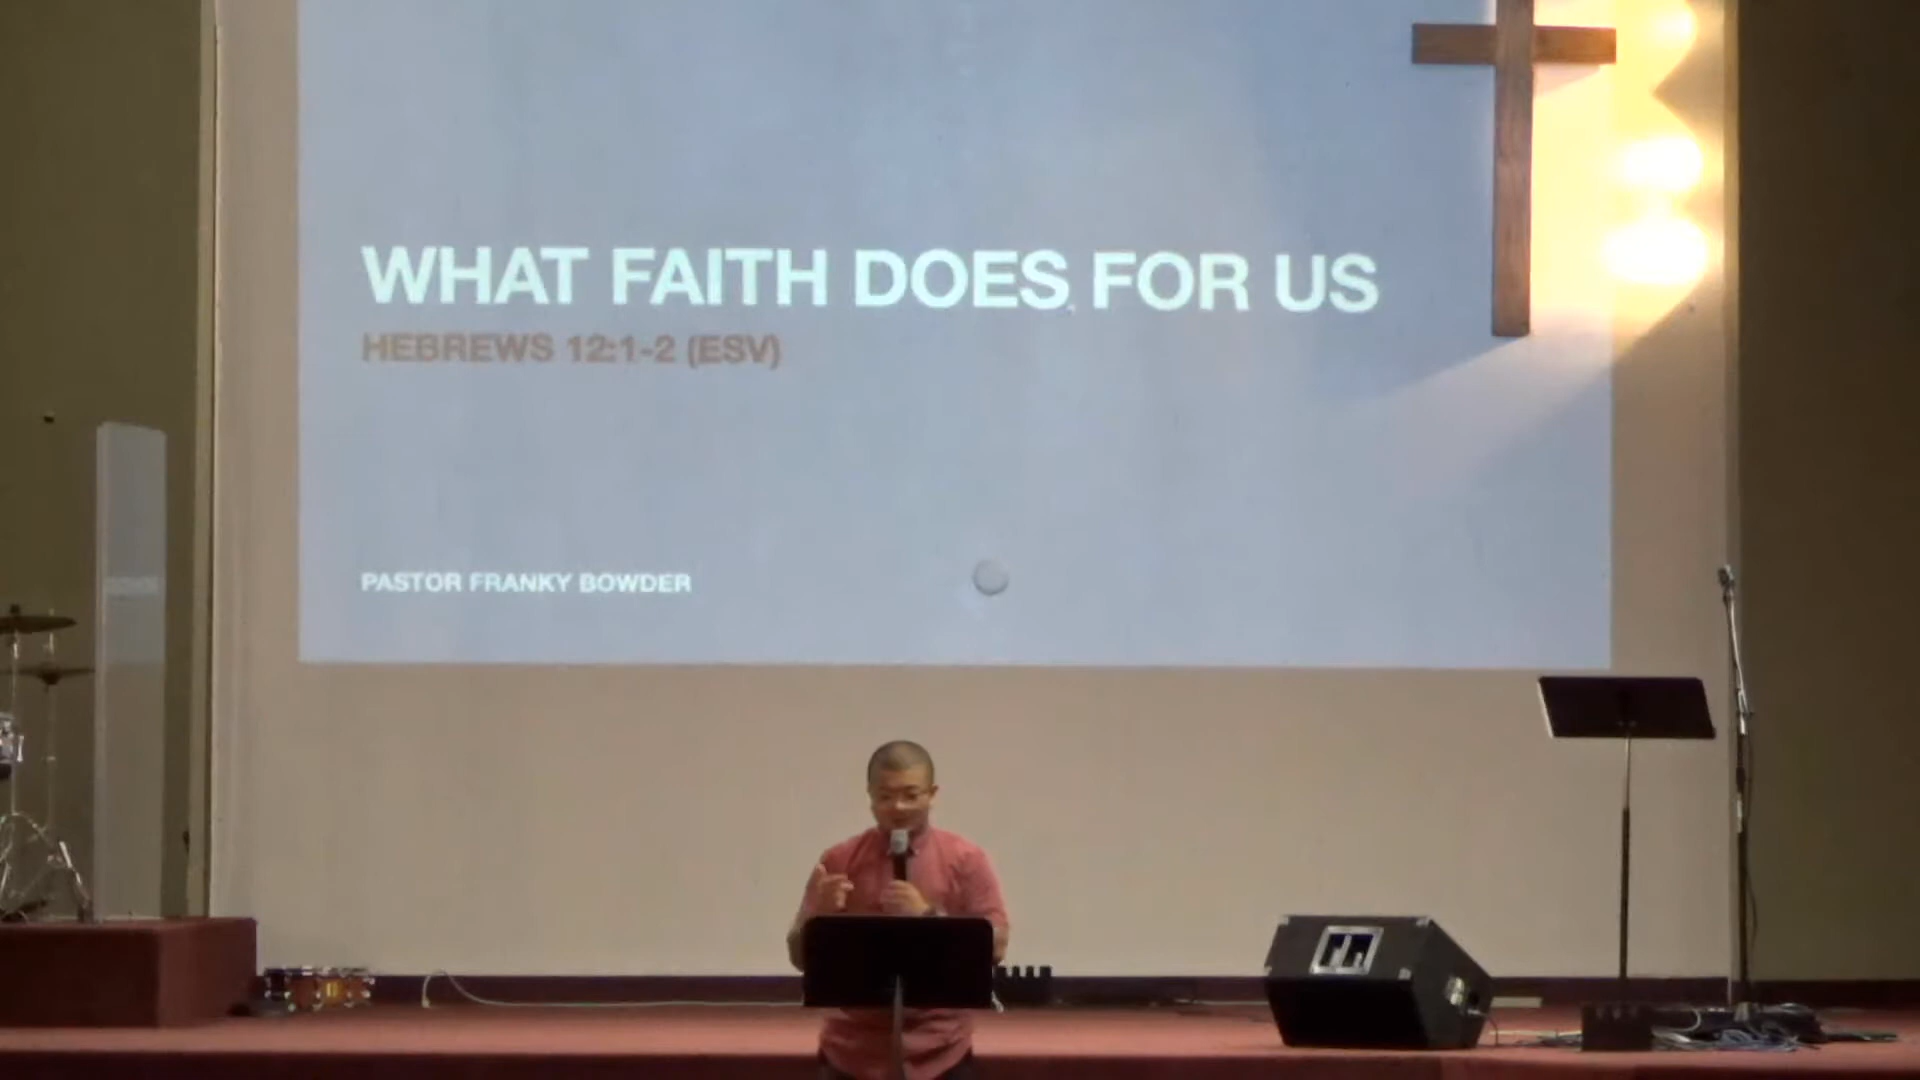 WHAT FAITH DOES FOR US
HEBREWS 12:1-2 (ESV)
PASTOR FRANKY BOWDER